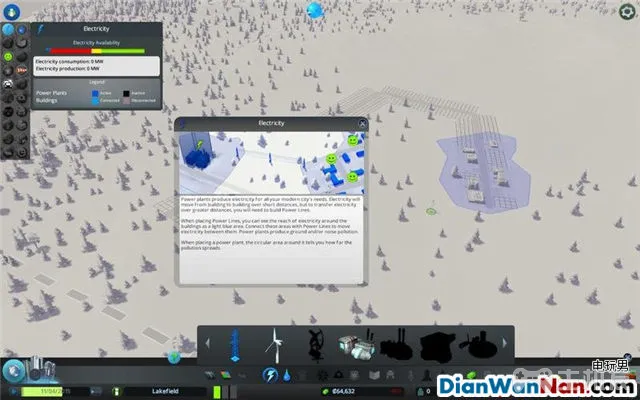 Electricity
Electricity Availability
Electricity consumption: 0 MW
Electricity production: 0 MW
Legend
Power Plants
Active
Inactive
Buildings
Connected
Disconnected
Electricity
Power plants produce electricity for all your modern city's needs. Electricity will
move from building to building over short distances, but to transfer electricity
over greater distances, you will need to build Power Lines.
When placing Power Lines, you can see the reach of electricity around the
buildings as a light blue area. Connect these areas with Power Lines to move
electricity between them. Power plants produce ground and/or noise pollution.
When placing a power plant, the circular area around it tells you how far the
pollution spreads.
Lakefield
₡64,632
0
电玩男
DianWanNan.com